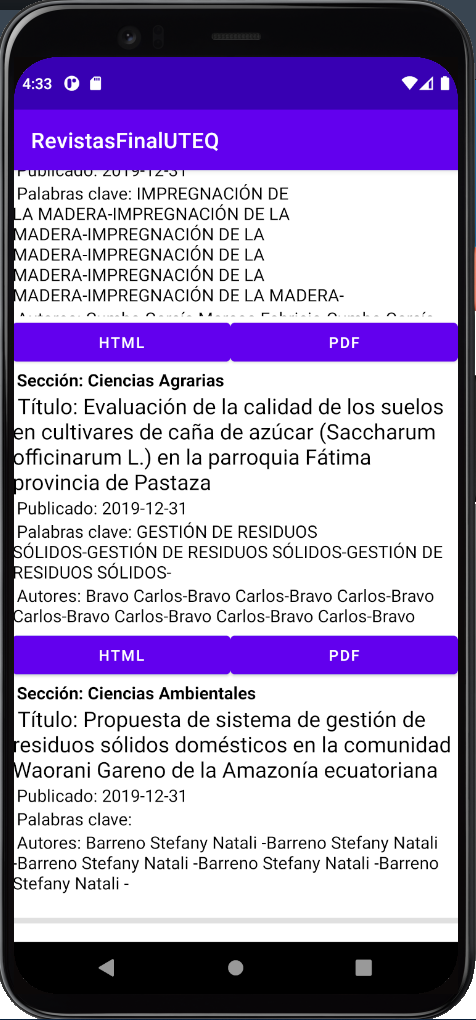 4:33
RevistasFinalUTEQ
Publicado: 2019-12-31
Palabras clave: IMPREGNACIÓN DE
LA MADERA-IMPREGNACIÓN DE LA
MADERA-IMPREGNACIÓN DE LA
MADERA-IMPREGNACIÓN DE LA
MADERA-IMPREGNACIÓN DE LA
MADERA-IMPREGNACIÓN DE LA MADERA-
HTML PDF
Sección: Ciencias Agrarias
Título: Evaluación de la calidad de los suelos
en cultivares de caña de azúcar (Saccharum
officinarum L.) en la parroquia Fátima
provincia de Pastaza
Publicado: 2019-12-31
Palabras clave: GESTIÓN DE RESIDUOS
SÓLIDOS-GESTIÓN DE RESIDUOS SÓLIDOS-GESTIÓN DE
RESIDUOS SÓLIDOS-
Autores: Bravo Carlos-Bravo Carlos-Bravo Carlos-Bravo
Carlos-Bravo Carlos-Bravo Carlos-Bravo Carlos-Bravo
HTML PDF
Sección: Ciencias Ambientales
Título: Propuesta de sistema de gestión de
residuos sólidos domésticos en la comunidad
Waorani Gareno de la Amazonía ecuatoriana
Publicado: 2019-12-31
Palabras clave:
Autores: Barreno Stefany Natali -Barreno Stefany Natali
-Barreno Stefany Natali -Barreno Stefany Natali -Barreno
Stefany Natali -